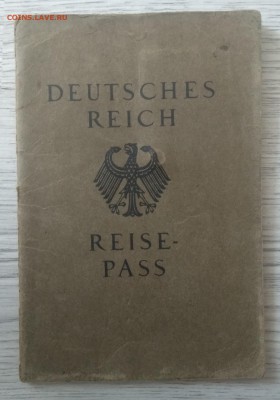 COINS.LAVE.RU
DEUTSCHES
REICH
REISE-
PASS